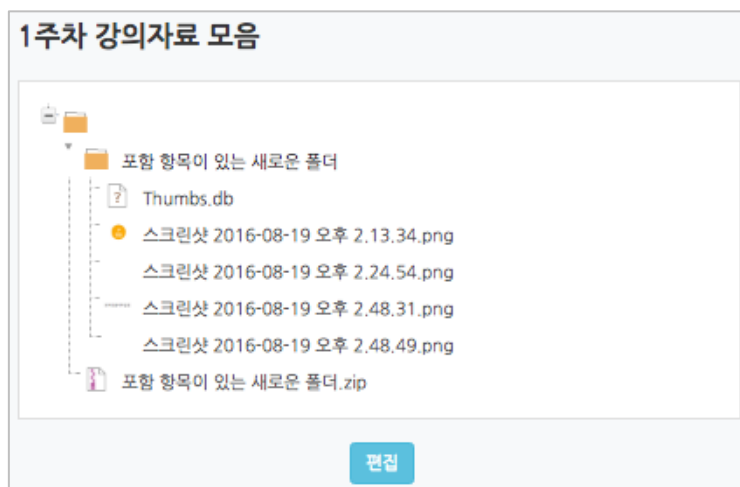 1주차 강의자료 모음
포함 항목이 있는 새로운 폴더
Thumbs.db
스크린샷 2016-08-19 오후 2.13.34.png
스크린샷 2016-08-19 오후 2.24.54.png
스크린샷 2016-08-19 오후 2.48.31.png
스크린샷 2016-08-19 오후 2.48.49.png
포함 항목이 있는 새로운 폴더.zip
편집